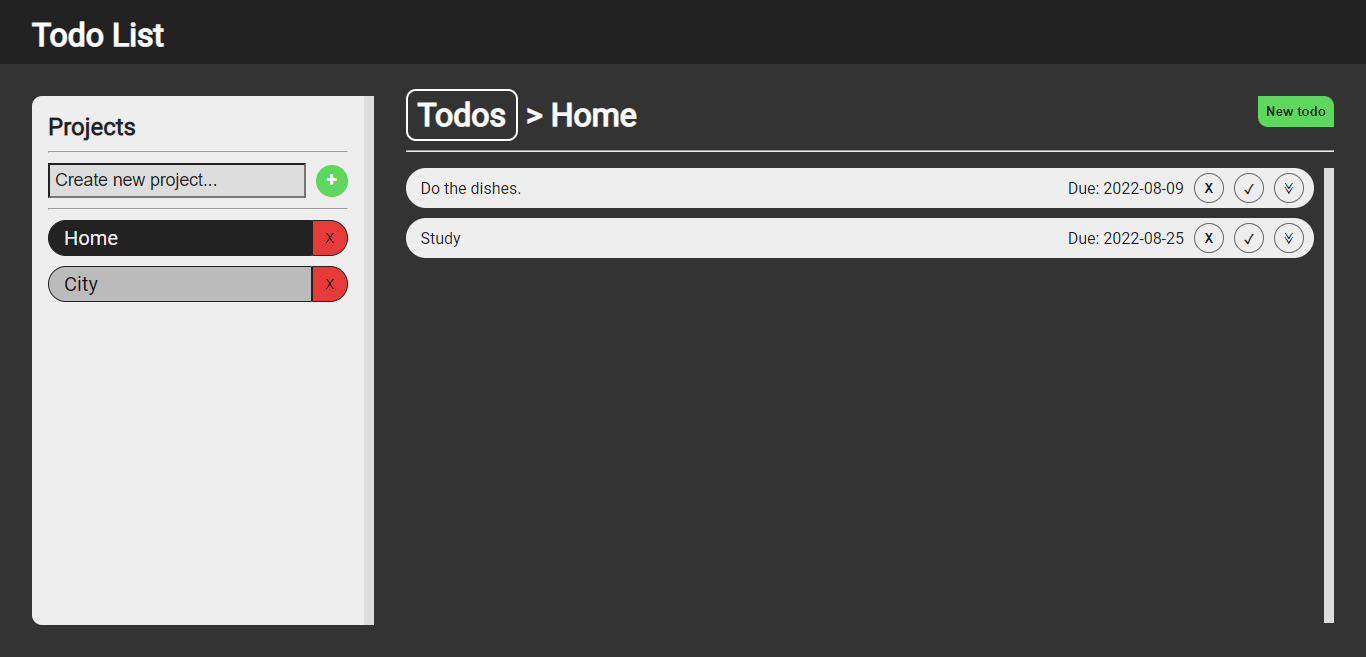 Todo List
Projects
Create new project...
+
Home X
City X
Todos > Home
New todo
Do the dishes. Due: 2022-08-09 X ✓
Study Due: 2022-08-25 X ✓